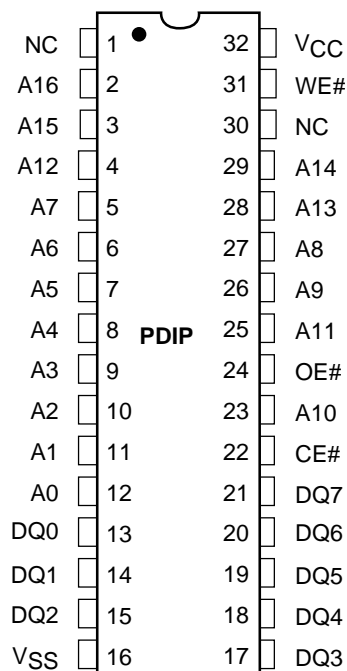 NC 1 32 VCC
A16 2 31 WE#
A15 3 30 NC
A12 4 29 A14
A7 5 28 A13
A6 6 27 A8
A5 7 26 A9
A4 8 PDIP 25 A11
A3 9 24 OE#
A2 10 23 A10
A1 11 22 CE#
A0 12 21 DQ7
DQ0 13 20 DQ6
DQ1 14 19 DQ5
DQ2 15 18 DQ4
VSS 16 17 DQ3